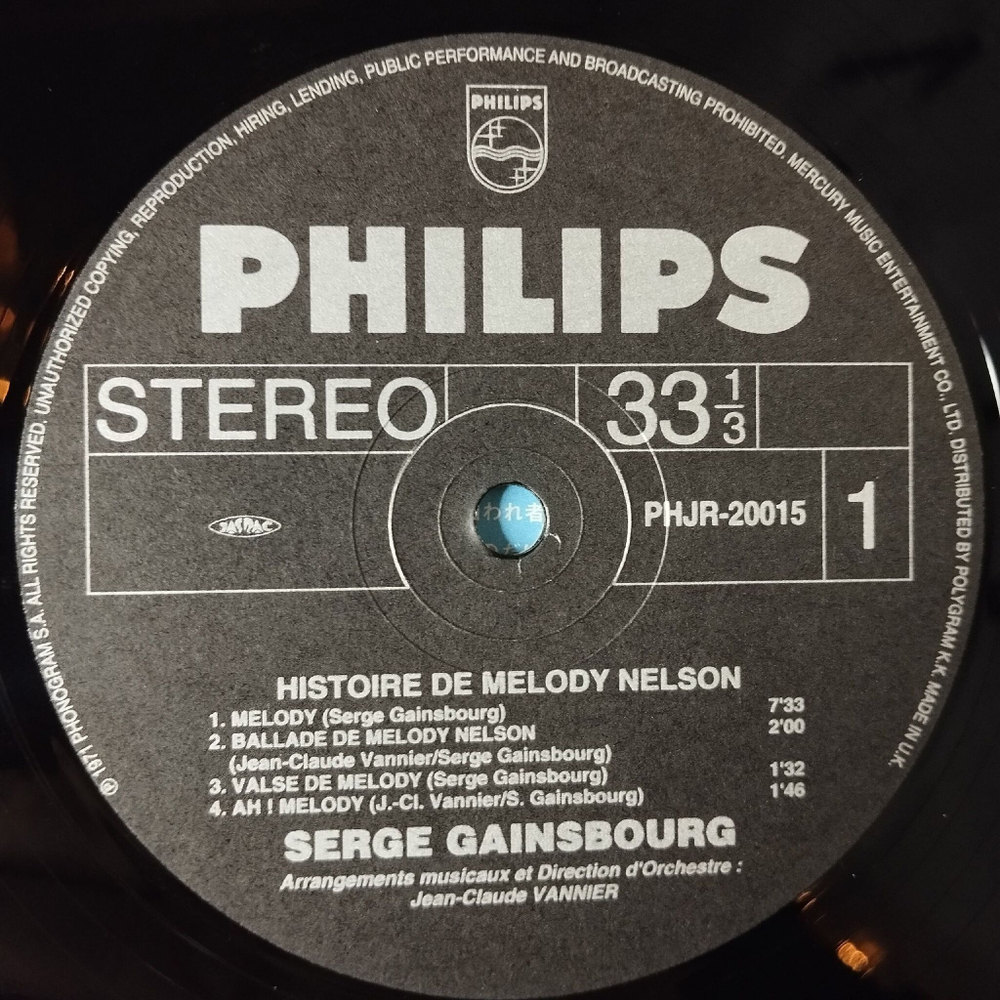 ℗ 1971 PHONOGRAM S.A. ALL RIGHTS RESERVED. UNAUTHORIZED COPYING, REPRODUCTION, HIRING, LENDING, PUBLIC PERFORMANCE AND BROADCASTING PROHIBITED. MERCURY MUSIC ENTERTAINMENT CO., LTD. DISTRIBUTED BY POLYGRAM K.K. MADE IN U.K.
PHILIPS
PHILIPS
STEREO 33 1/3
JASRAC われ者 PHJR-20015 1
HISTOIRE DE MELODY NELSON
1. MELODY (Serge Gainsbourg) 7'33
2. BALLADE DE MELODY NELSON 2'00
(Jean-Claude Vannier/Serge Gainsbourg)
3. VALSE DE MELODY (Serge Gainsbourg) 1'32
4. AH ! MELODY (J.-Cl. Vannier/S. Gainsbourg) 1'46
SERGE GAINSBOURG
Arrangements musicaux et Direction d'Orchestre :
Jean-Claude VANNIER